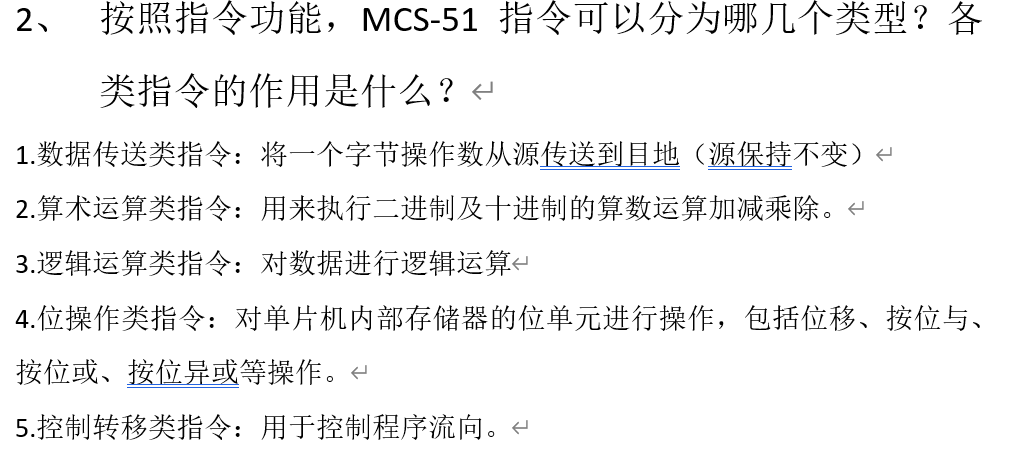 2、 按照指令功能，MCS-51 指令可以分为哪几个类型？各
类指令的作用是什么？
1.数据传送类指令：将一个字节操作数从源传送到目地（源保持不变）
2.算术运算类指令：用来执行二进制及十进制的算数运算加减乘除。
3.逻辑运算类指令：对数据进行逻辑运算
4.位操作类指令：对单片机内部存储器的位单元进行操作，包括位移、按位与、
按位或、按位异或等操作。
5.控制转移类指令：用于控制程序流向。